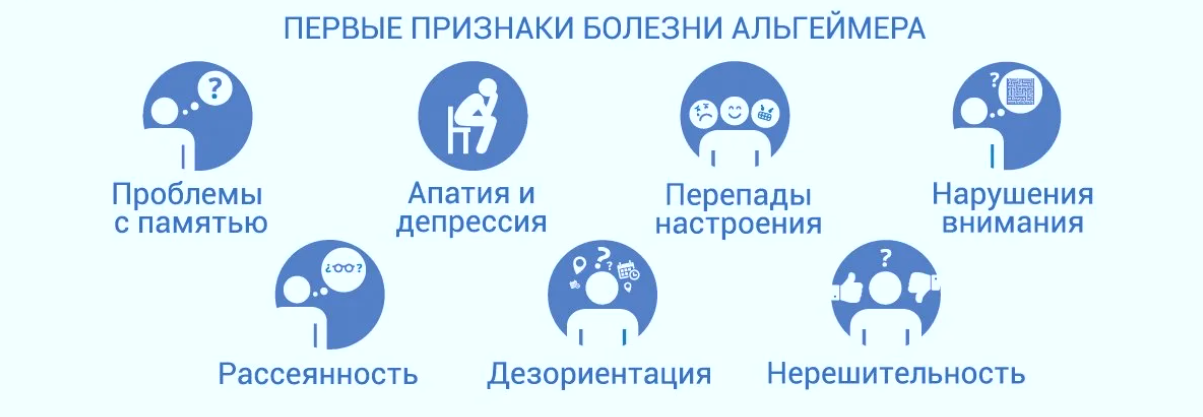 ПЕРВЫЕ ПРИЗНАКИ БОЛЕЗНИ АЛЬГЕЙМЕРА
Проблемы
с памятью
Апатия и
депрессия
Перепады
настроения
Нарушения
внимания
Рассеянность
Дезориентация
Нерешительность